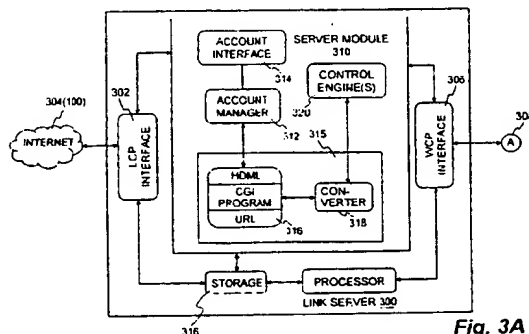 ACCOUNT INTERFACE
314
SERVER MODULE
310
CONTROL ENGINE(S)
320
ACCOUNT MANAGER
312
315
304(100)
INTERNET
302
LCP INTERFACE
306
WCP INTERFACE
304
A
HDML
CGI PROGRAM
URL
316
CON-VERTER
318
STORAGE
316
PROCESSOR
LINK SERVER 300
Fig. 3A